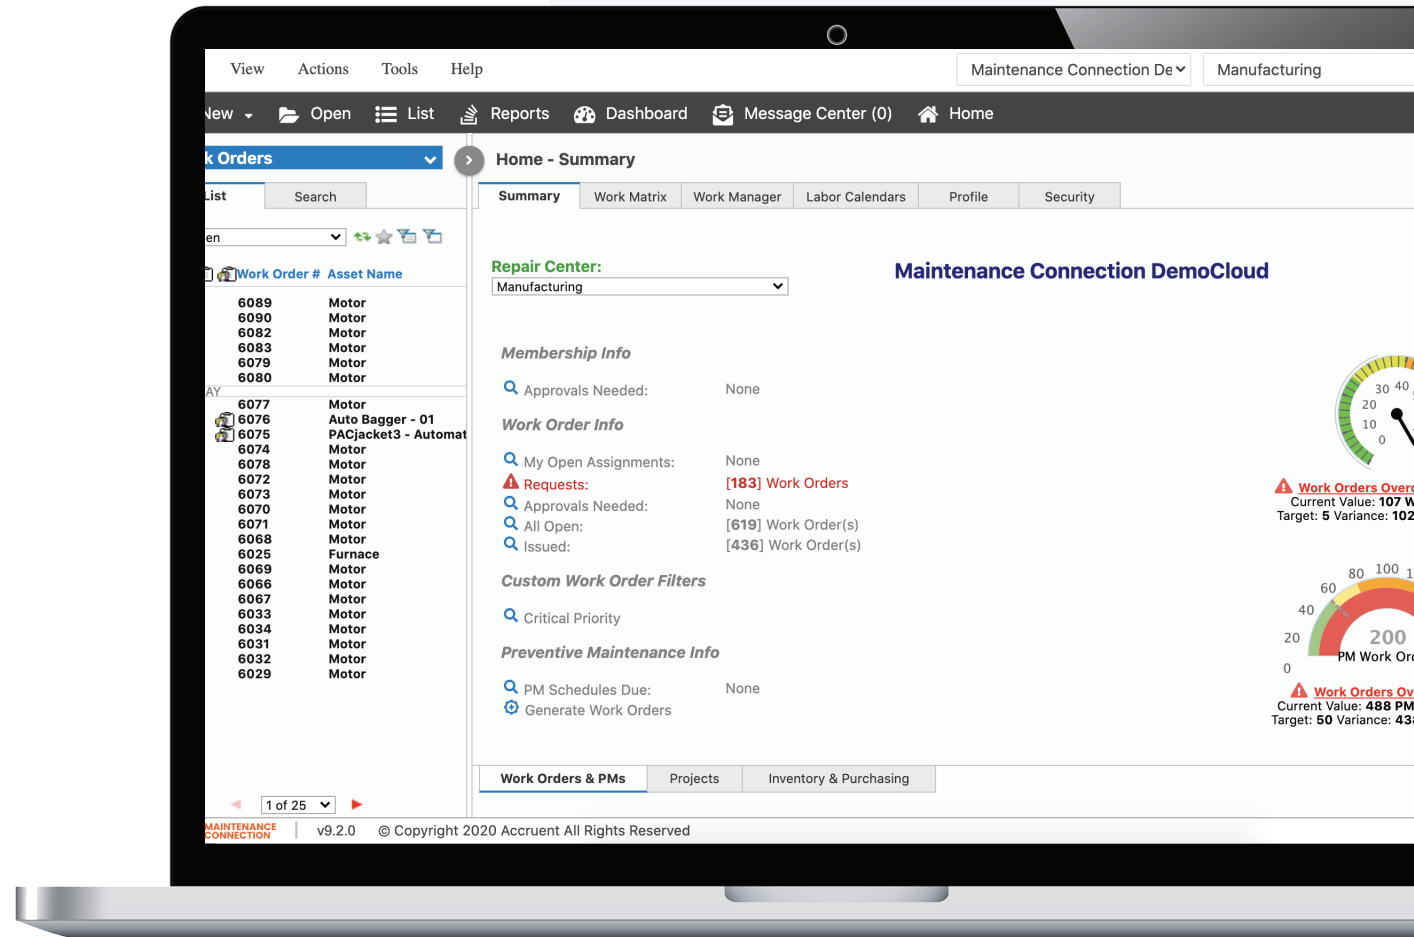 View Actions Tools Help
Maintenance Connection De Manufacturing
New Open List Reports Dashboard Message Center (0) Home
k Orders
Home - Summary
List Search
Summary Work Matrix Work Manager Labor Calendars Profile Security
en
Repair Center:
Manufacturing
Maintenance Connection DemoCloud
Work Order # Asset Name
6089 Motor
6090 Motor
6082 Motor
6083 Motor
6079 Motor
6080 Motor
AY
6077 Motor
6076 Auto Bagger - 01
6075 PACjacket3 - Automat
6074 Motor
6078 Motor
6072 Motor
6073 Motor
6070 Motor
6071 Motor
6068 Motor
6025 Furnace
6069 Motor
6066 Motor
6067 Motor
6033 Motor
6034 Motor
6031 Motor
6032 Motor
6029 Motor
1 of 25
Membership Info
Approvals Needed: None
Work Order Info
My Open Assignments: None
Requests: [183] Work Orders
Approvals Needed: None
All Open: [619] Work Order(s)
Issued: [436] Work Order(s)
Custom Work Order Filters
Critical Priority
Preventive Maintenance Info
PM Schedules Due: None
Generate Work Orders
0 10 20 30 40
Work Orders Overd
Current Value: 107 W
Target: 5 Variance: 102
0 20 40 60 80 100 1
200
PM Work Or
Work Orders Ov
Current Value: 488 PM
Target: 50 Variance: 438
Work Orders & PMs Projects Inventory & Purchasing
MAINTENANCE
CONNECTION
v9.2.0 © Copyright 2020 Accruent All Rights Reserved